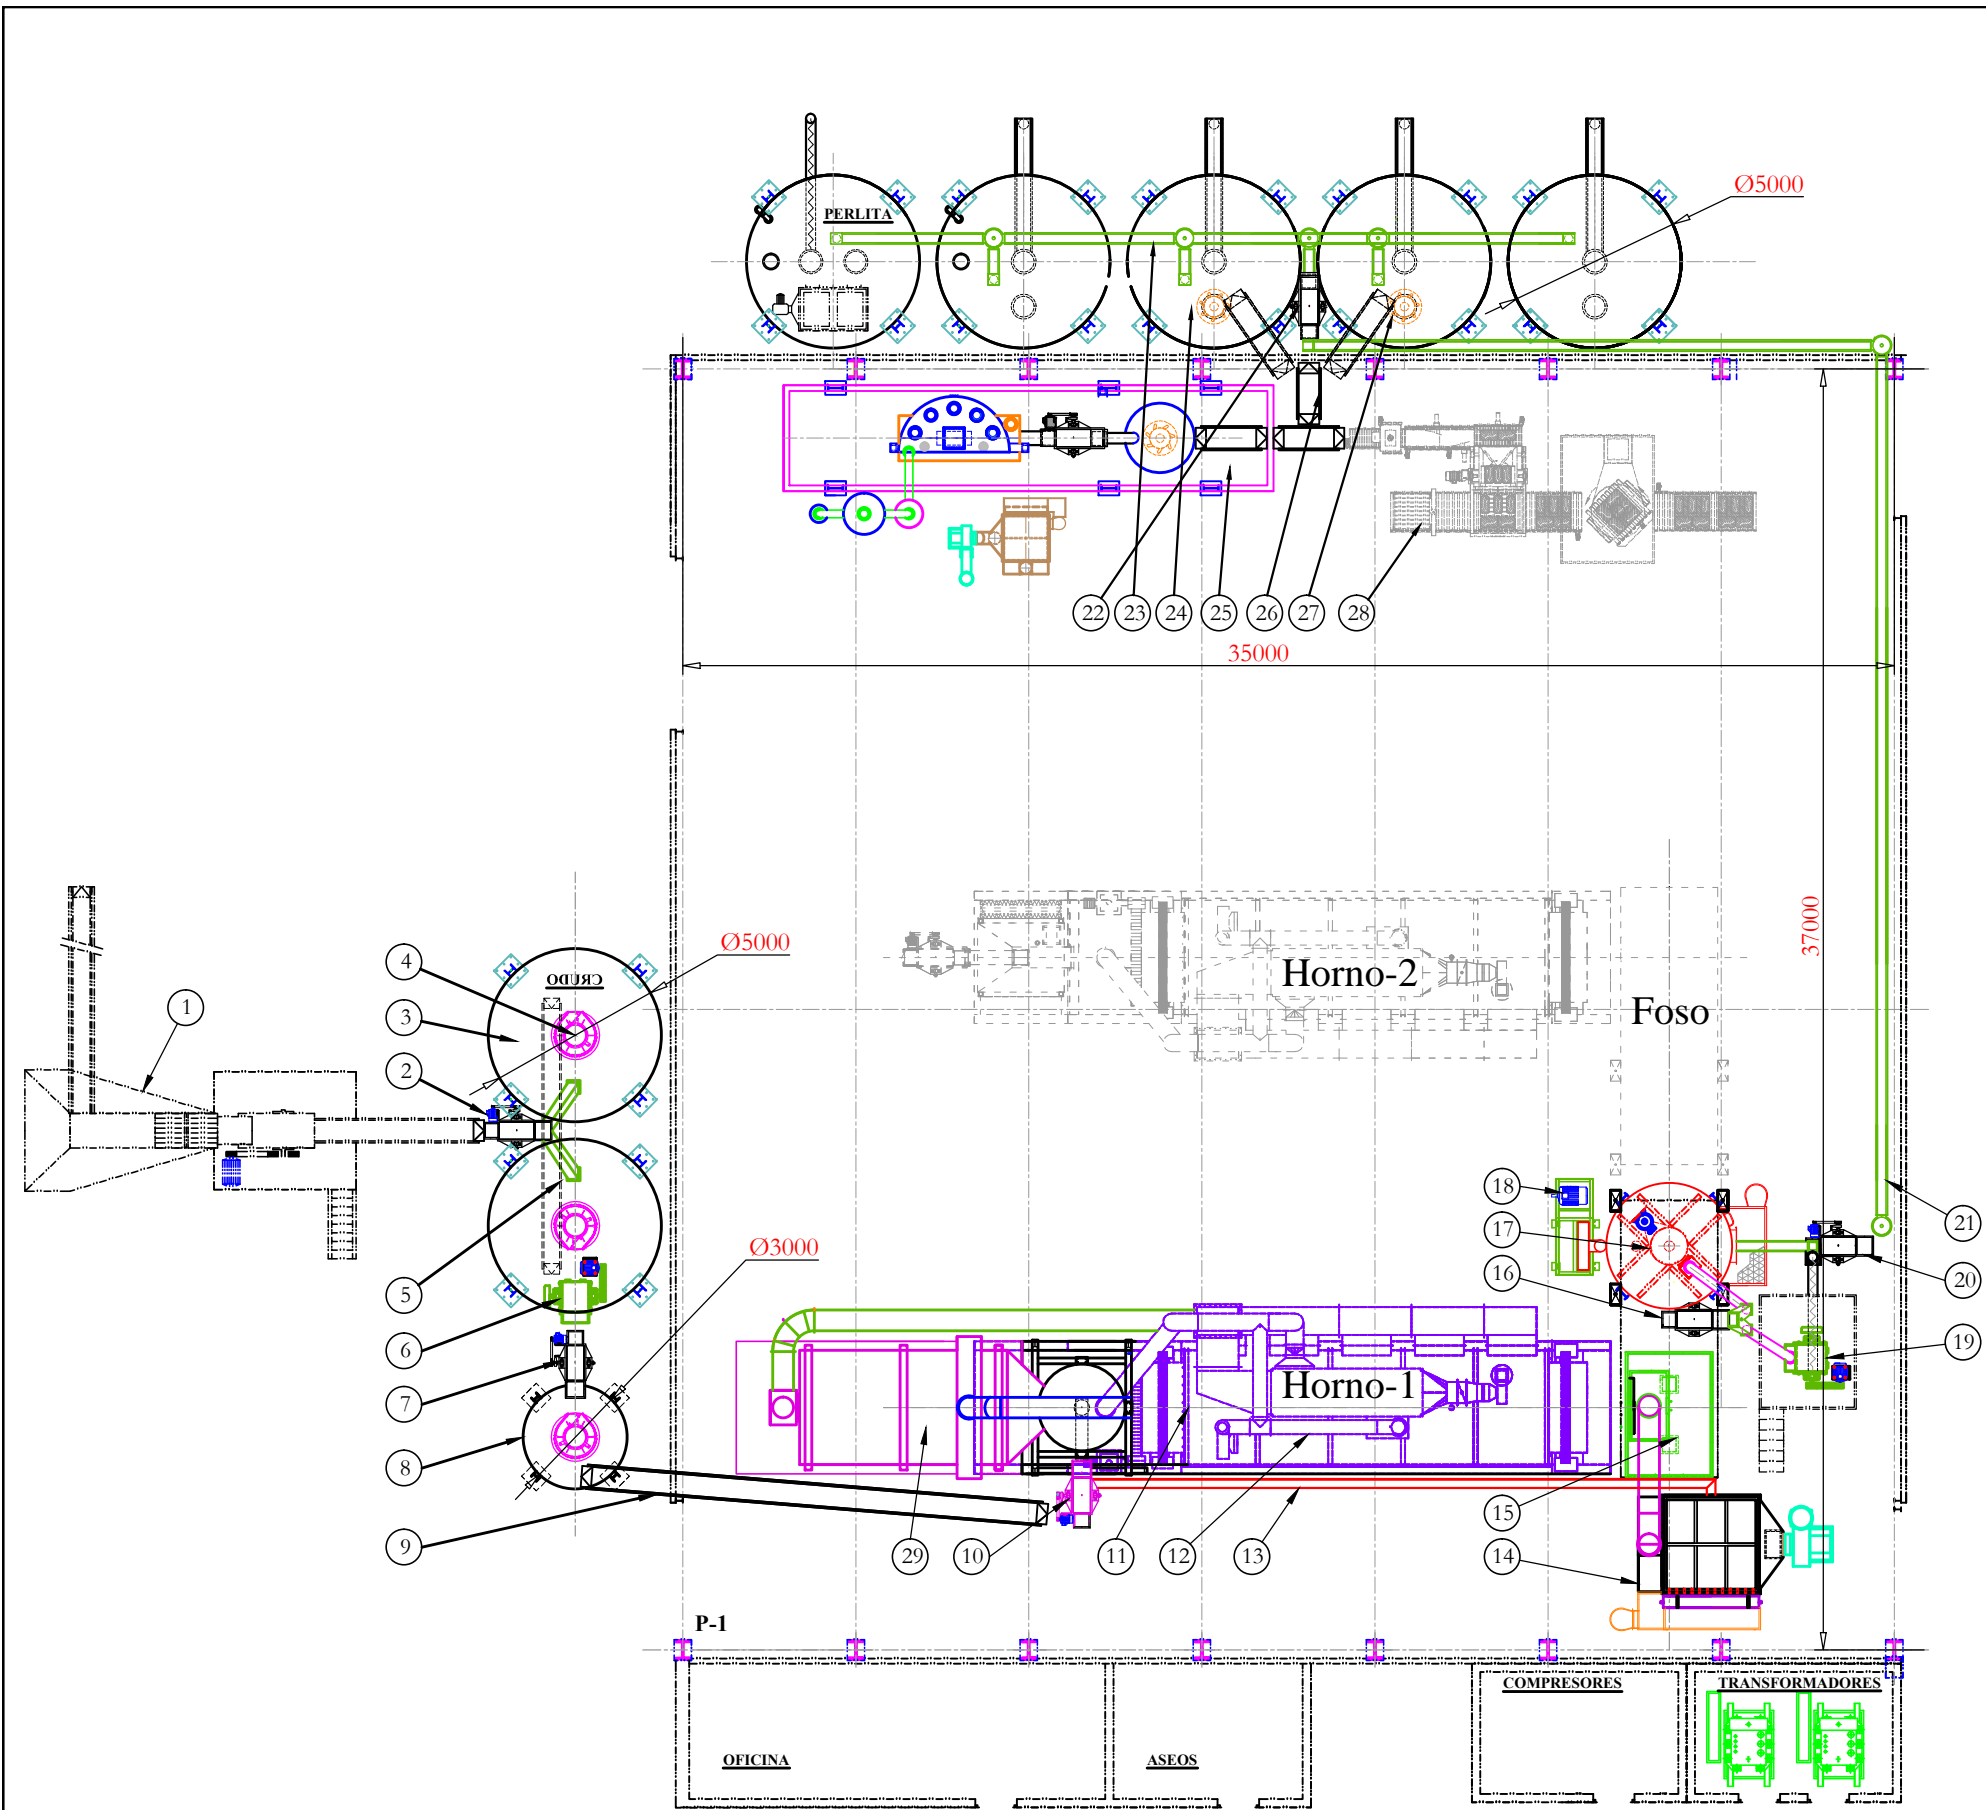 PERLITA
Ø5000
22
23
24
25
26
27
28
35000
37000
Ø5000
4
CRUDO
3
1
2
Horno-2
Foso
18
17
21
Ø3000
16
5
20
6
19
7
Horno-1
8
15
9
29
10
11
12
13
14
P-1
COMPRESORES
TRANSFORMADORES
OFICINA
ASEOS